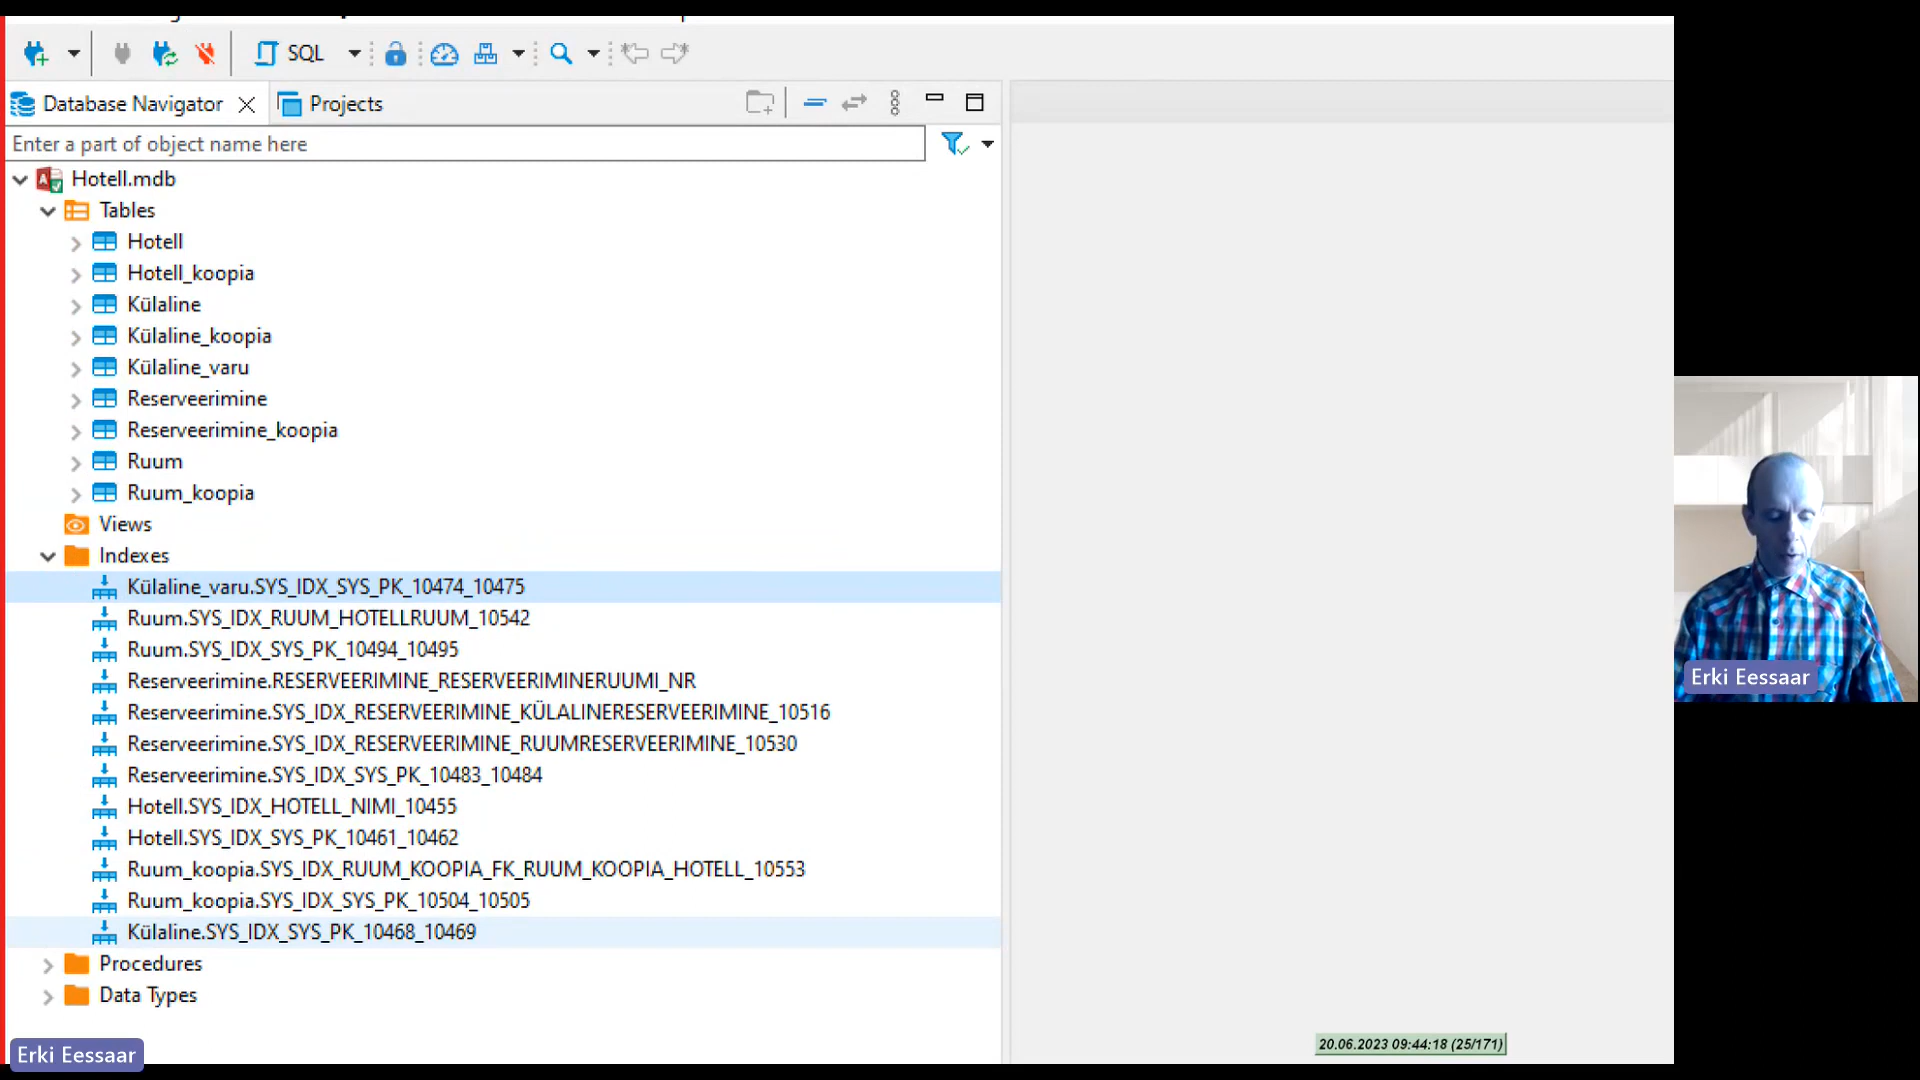 SQL
Database Navigator
Projects
Enter a part of object name here
Hotell.mdb
Tables
Hotell
Hotell_koopia
Külaline
Külaline_koopia
Külaline_varu
Reserveerimine
Reserveerimine_koopia
Ruum
Ruum_koopia
Views
Indexes
Külaline_varu.SYS_IDX_SYS_PK_10474_10475
Ruum.SYS_IDX_RUUM_HOTELLRUUM_10542
Ruum.SYS_IDX_SYS_PK_10494_10495
Reserveerimine.RESERVEERIMINE_RESERVEERIMINERUUMI_NR
Reserveerimine.SYS_IDX_RESERVEERIMINE_KÜLALINERESERVEERIMINE_10516
Reserveerimine.SYS_IDX_RESERVEERIMINE_RUUMRESERVEERIMINE_10530
Reserveerimine.SYS_IDX_SYS_PK_10483_10484
Hotell.SYS_IDX_HOTELL_NIMI_10455
Hotell.SYS_IDX_SYS_PK_10461_10462
Ruum_koopia.SYS_IDX_RUUM_KOOPIA_FK_RUUM_KOOPIA_HOTELL_10553
Ruum_koopia.SYS_IDX_SYS_PK_10504_10505
Külaline.SYS_IDX_SYS_PK_10468_10469
Procedures
Data Types
Erki Eessaar
20.06.2023 09:44:18 (25/171)
Erki Eessaar